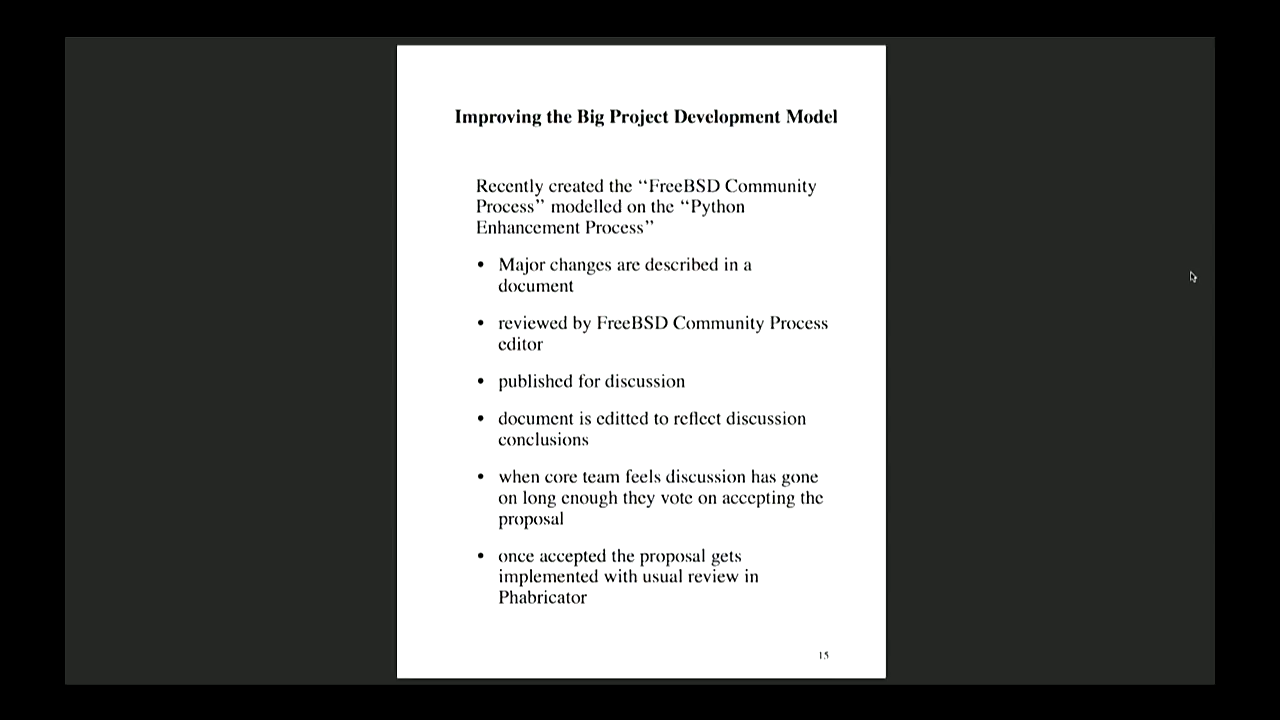 Improving the Big Project Development Model
Recently created the ‘‘FreeBSD Community
Process’’ modelled on the ‘‘Python
Enhancement Process’’
• Major changes are described in a
document
• reviewed by FreeBSD Community Process
editor
• published for discussion
• document is editted to reflect discussion
conclusions
• when core team feels discussion has gone
on long enough they vote on accepting the
proposal
• once accepted the proposal gets
implemented with usual review in
Phabricator
15